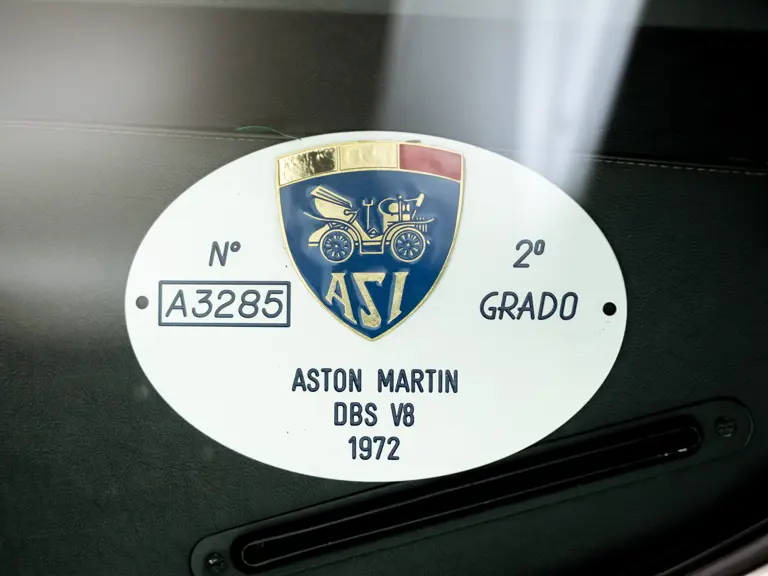 ASI
Nº
A3285
2º
GRADO
ASTON MARTIN
DBS V8
1972